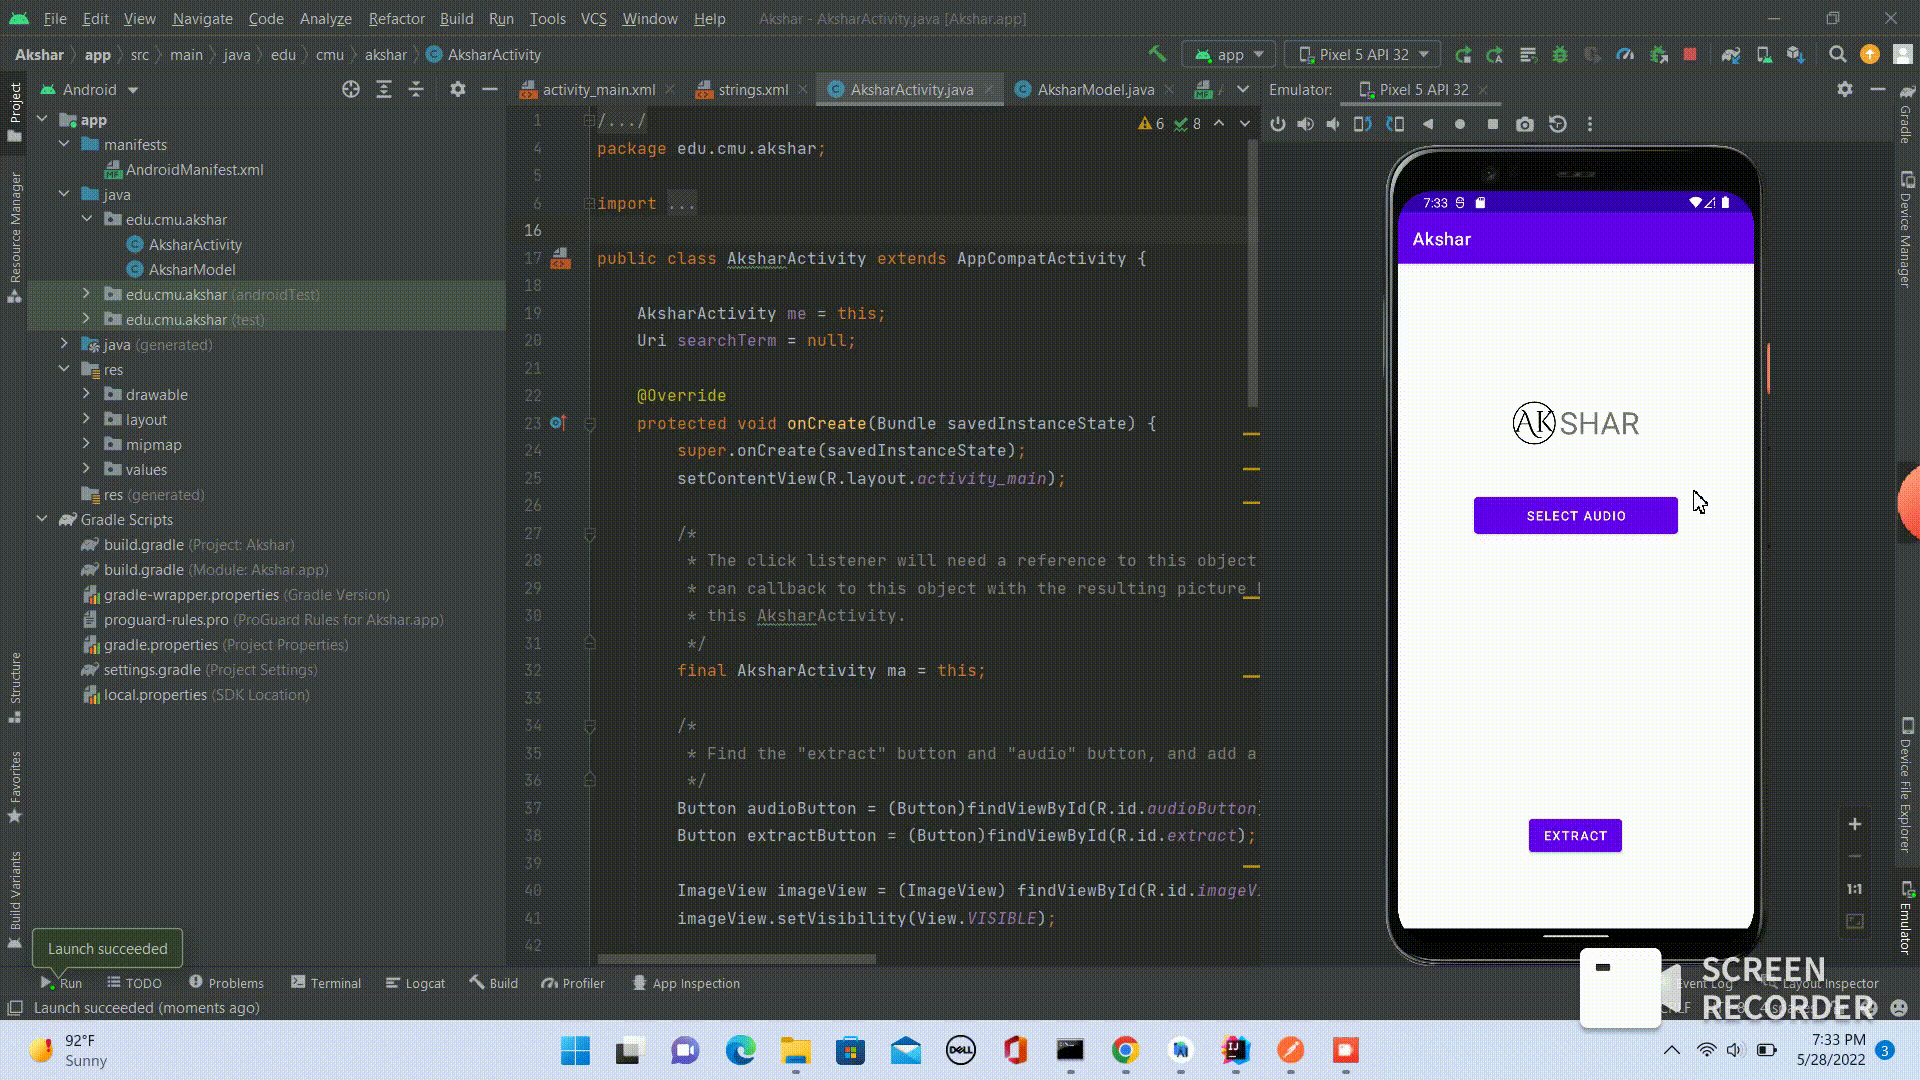 File Edit View Navigate Code Analyze Refactor Build Run Tools VCS Window Help Akshar - AksharActivity.java [Akshar.app]
Akshar app src main java edu cmu akshar AksharActivity app Pixel 5 API 32
Android
activity_main.xml strings.xml AksharActivity.java AksharModel.java
Emulator: Pixel 5 API 32
Project
Resource Manager
Structure
Favorites
Build Variants
app
manifests
AndroidManifest.xml
java
edu.cmu.akshar
AksharActivity
AksharModel
edu.cmu.akshar (androidTest)
edu.cmu.akshar (test)
java (generated)
res
drawable
layout
mipmap
values
res (generated)
Gradle Scripts
build.gradle (Project: Akshar)
build.gradle (Module: Akshar.app)
gradle-wrapper.properties (Gradle Version)
proguard-rules.pro (ProGuard Rules for Akshar.app)
gradle.properties (Project Properties)
settings.gradle (Project Settings)
local.properties (SDK Location)
6 8
1 /.../
4 package edu.cmu.akshar;
5
6 import ...
16
17 public class AksharActivity extends AppCompatActivity {
18
19 AksharActivity me = this;
20 Uri searchTerm = null;
21
22 @Override
23 protected void onCreate(Bundle savedInstanceState) {
24 super.onCreate(savedInstanceState);
25 setContentView(R.layout.activity_main);
26
27 /*
28 * The click listener will need a reference to this object
29 * can callback to this object with the resulting picture
30 * this AksharActivity.
31 */
32 final AksharActivity ma = this;
33
34 /*
35 * Find the "extract" button and "audio" button, and add a
36 */
37 Button audioButton = (Button)findViewById(R.id.audioButton)
38 Button extractButton = (Button)findViewById(R.id.extract);
39
40 ImageView imageView = (ImageView) findViewById(R.id.imageV
41 imageView.setVisibility(View.VISIBLE);
42
7:33
Akshar
AKSHAR
SELECT AUDIO
EXTRACT
1:1
Gradle
Device Manager
Device File Explorer
Emulator
Launch succeeded
Run TODO Problems Terminal Logcat Build Profiler App Inspection Event Log Layout Inspector
Launch succeeded (moments ago)
SCREEN
RECORDER
92°F
Sunny
DELL
7:33 PM
5/28/2022
3